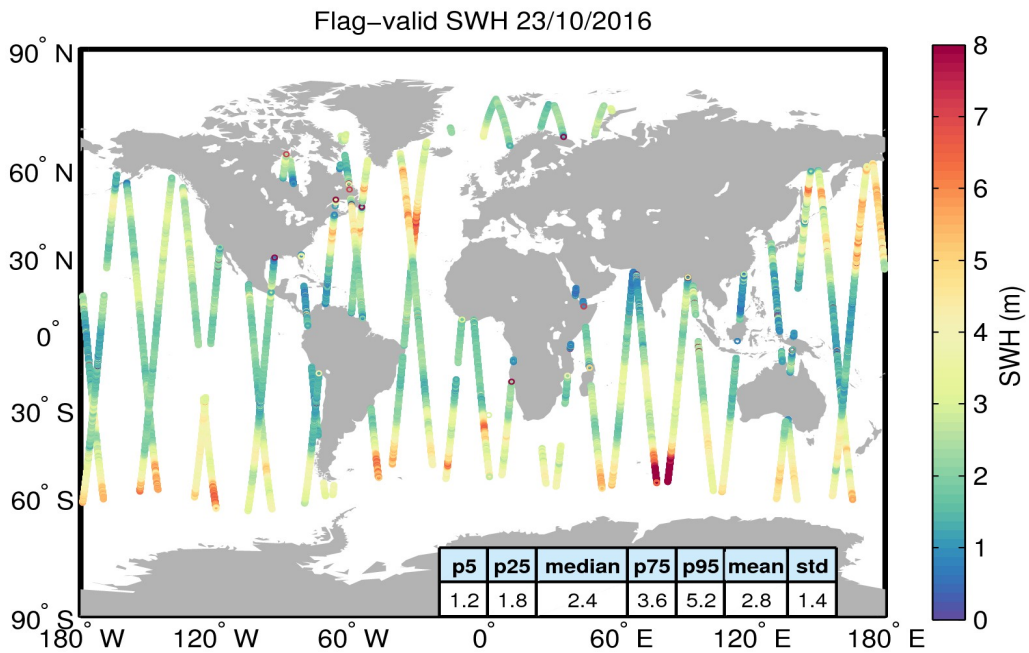 Flag−valid SWH 23/10/2016
90° N
60° N
30° N
0°
30° S
60° S
90° S
180° W
120° W
60° W
0°
60° E
120° E
180° E
8
7
6
5
4
3
2
1
0
SWH (m)
p5 p25 median p75 p95 mean std
1.2 1.8 2.4 3.6 5.2 2.8 1.4